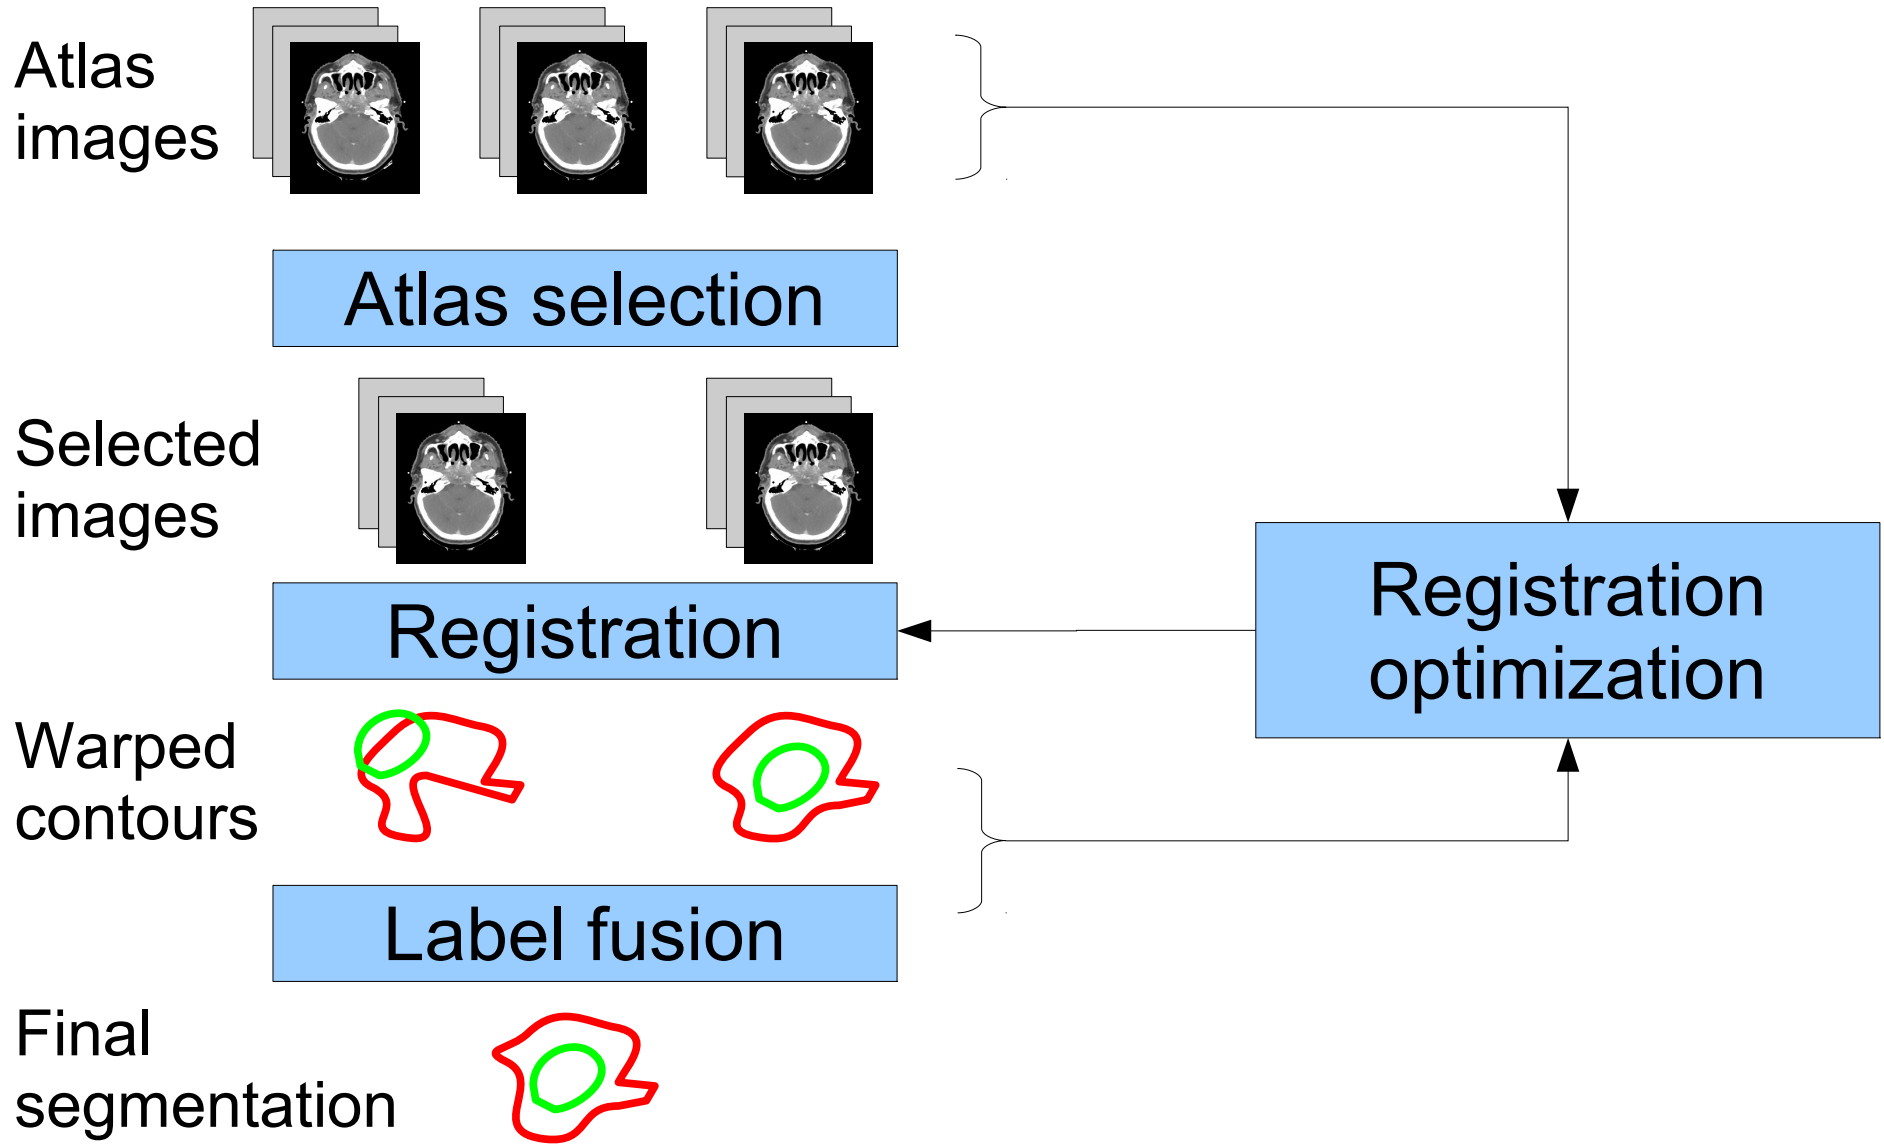 Atlas
images
Atlas selection
Selected
images
Registration
Registration
optimization
Warped
contours
Label fusion
Final
segmentation